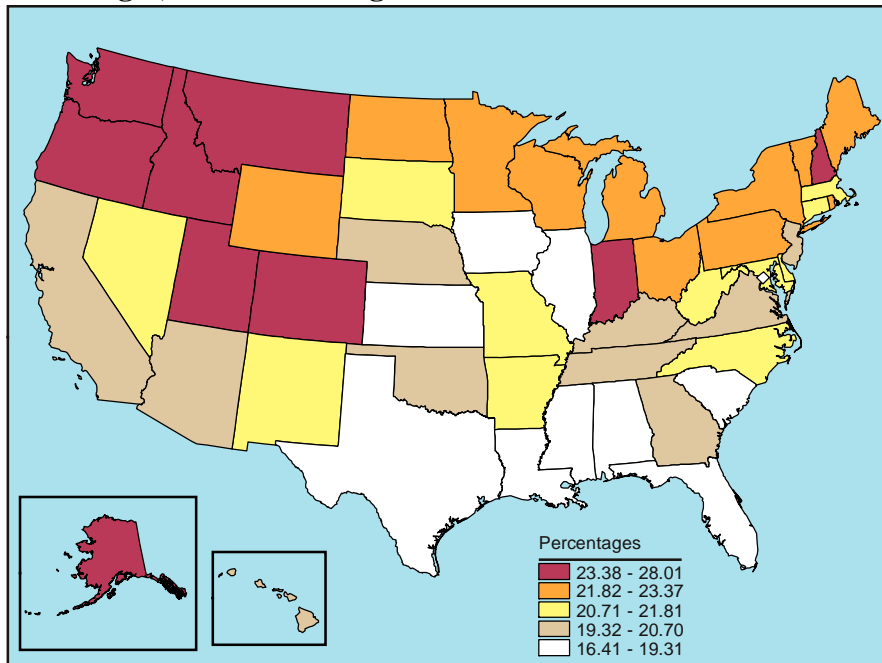 Percentages
23.38 - 28.01
21.82 - 23.37
20.71 - 21.81
19.32 - 20.70
16.41 - 19.31